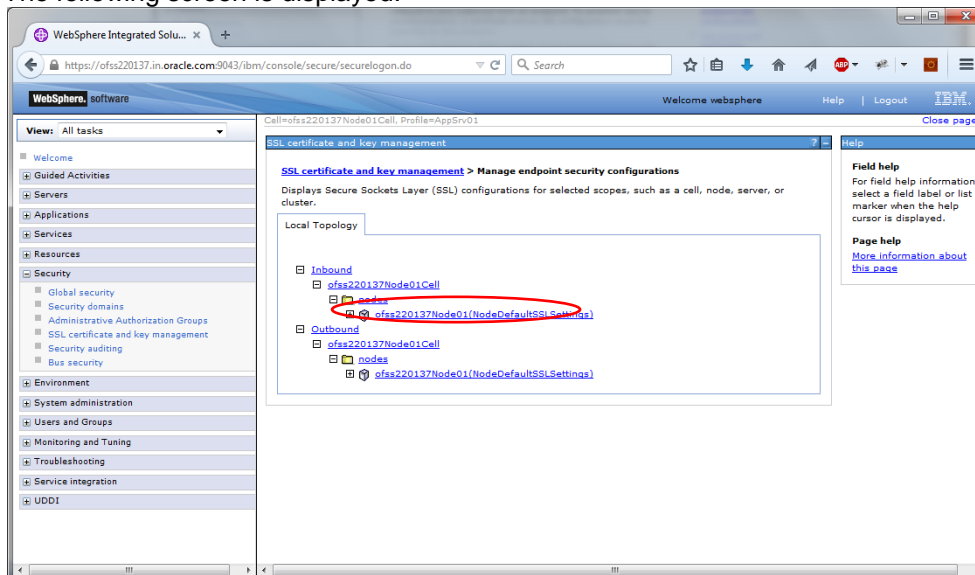 The following screen is displayed.
WebSphere Integrated Solu... × +
https://ofss220137.in.oracle.com:9043/ibm/console/secure/securelogon.do
Search
ABP
WebSphere. software
Welcome websphere
Help | Logout
IBM.
View: All tasks
Welcome
Guided Activities
Servers
Applications
Services
Resources
Security
Global security
Security domains
Administrative Authorization Groups
SSL certificate and key management
Security auditing
Bus security
Environment
System administration
Users and Groups
Monitoring and Tuning
Troubleshooting
Service integration
UDDI
Cell=ofss220137Node01Cell, Profile=AppSrv01
Close page
SSL certificate and key management ? –
SSL certificate and key management > Manage endpoint security configurations
Displays Secure Sockets Layer (SSL) configurations for selected scopes, such as a cell, node, server, or
cluster.
Local Topology
Inbound
ofss220137Node01Cell
nodes
ofss220137Node01(NodeDefaultSSLSettings)
Outbound
ofss220137Node01Cell
nodes
ofss220137Node01(NodeDefaultSSLSettings)
Help
Field help
For field help information,
select a field label or list
marker when the help
cursor is displayed.
Page help
More information about
this page